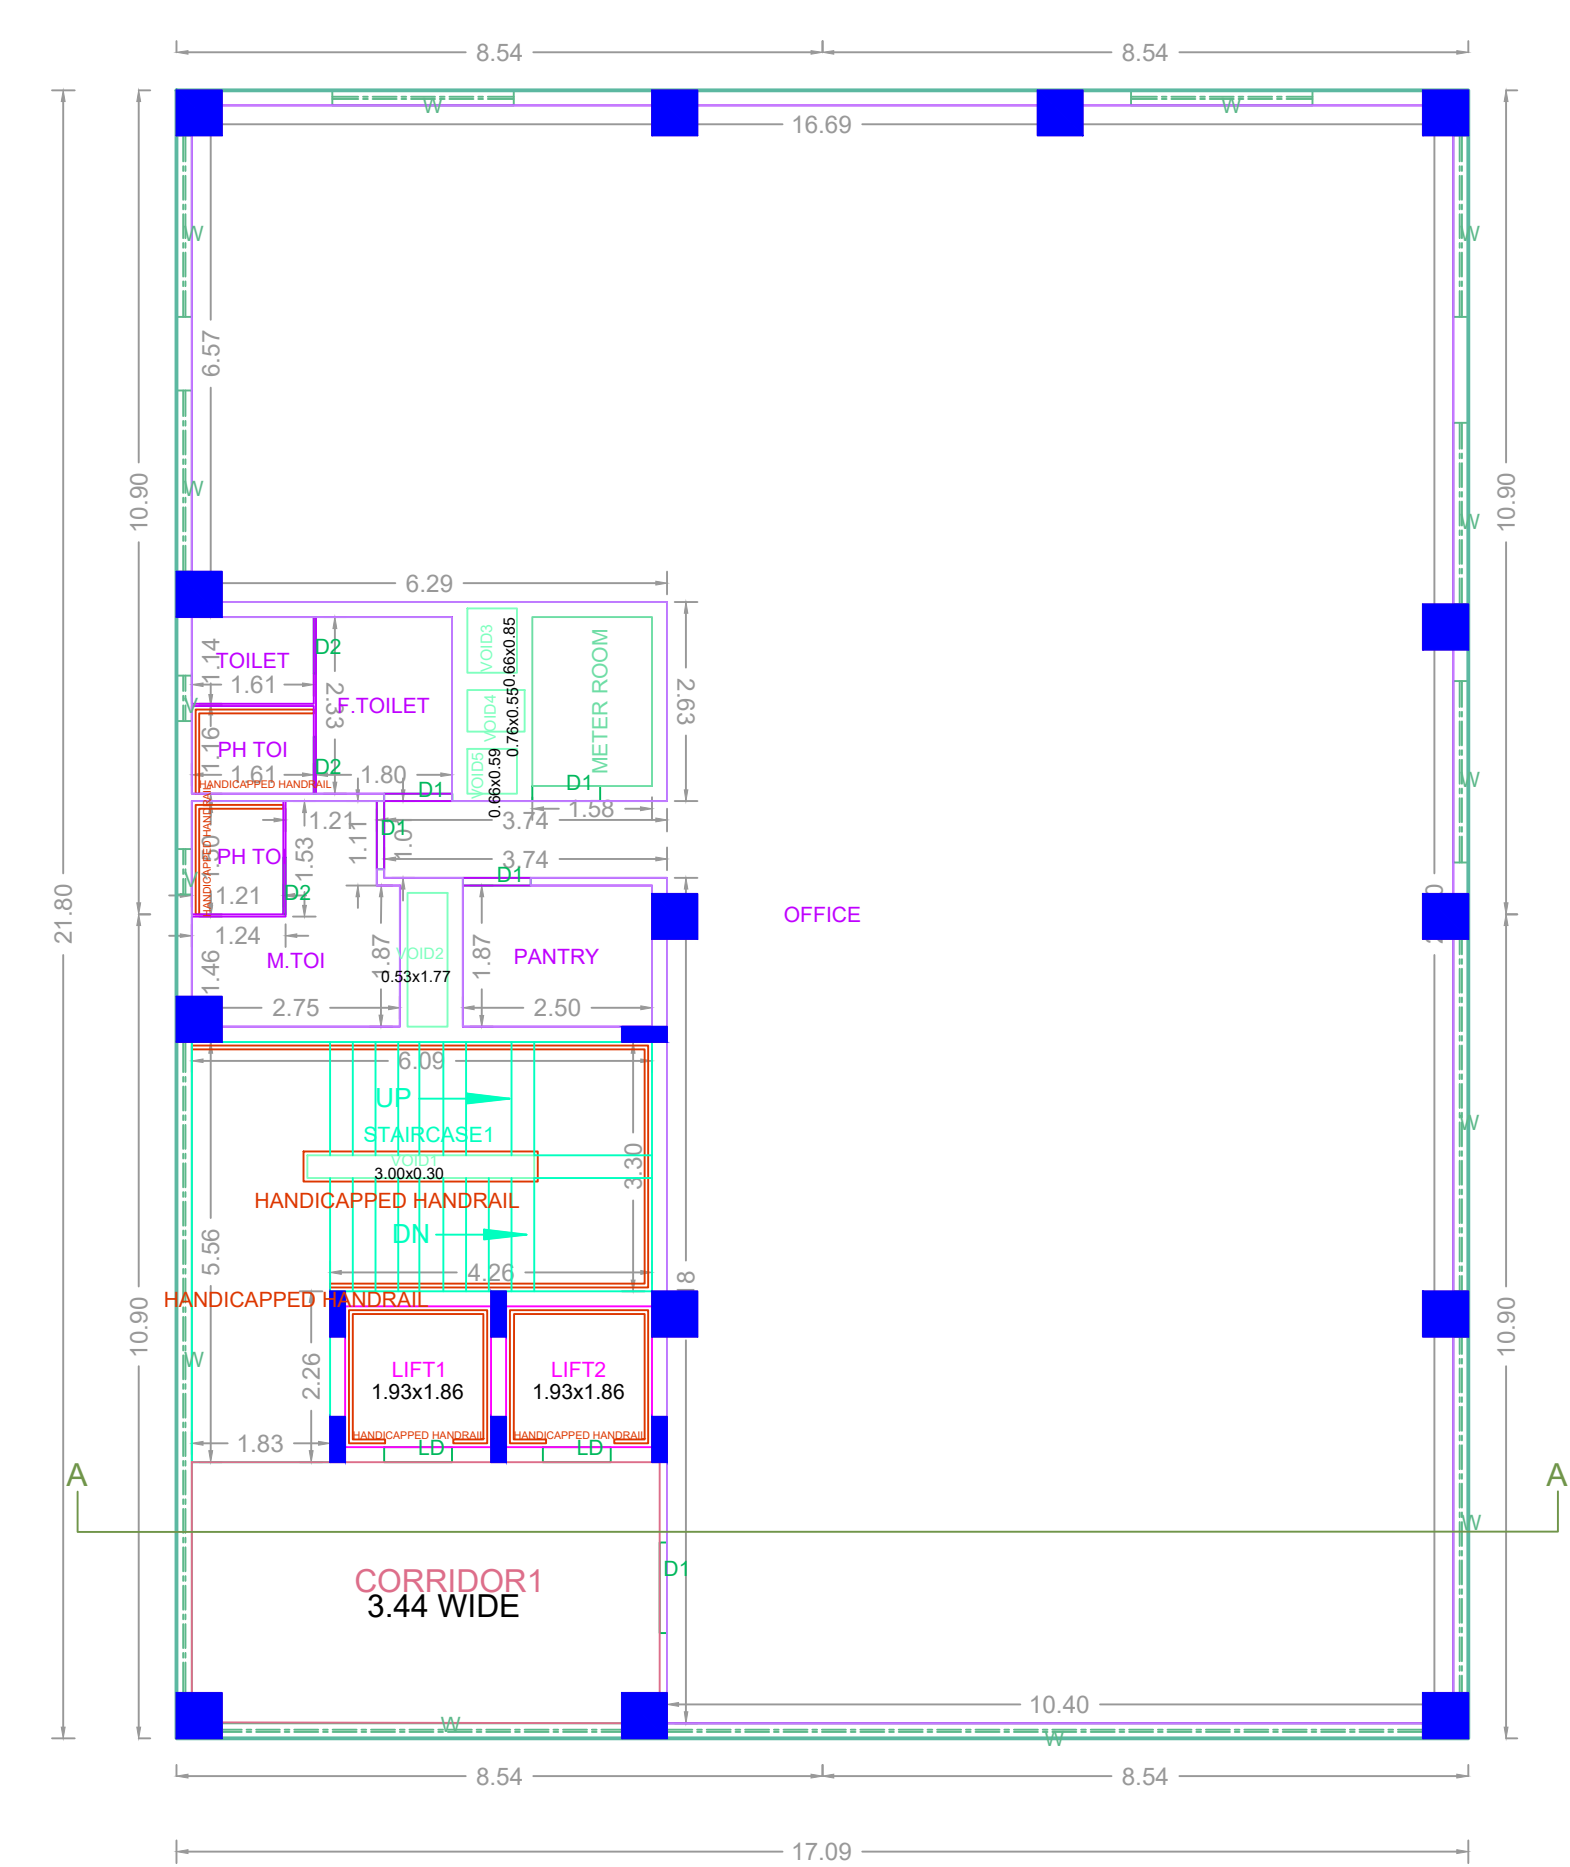 8.54
8.54
W
W
16.69
W
W
6.57
10.90
W
10.90
W
6.29
VOID3
0.66x0.85
D2
TOILET
1.14
1.61
METER ROOM
2.63
2.33
F.TOILET
VOID4
0.76x0.55
PH TOI
1.16
D2
1.61
1.80
W
HANDICAPPED HANDRAIL
VOID5
0.66x0.59
D1
D1
1.58
1.21
1.11
D1
3.74
1.53
3.74
PH TOI
1.50
HANDICAPPED HANDRAIL
D1
1.21
D2
21.80
OFFICE
1.24
M.TOI
1.46
1.87
VOID2
0.53x1.77
1.87
PANTRY
2.75
2.50
6.09
UP
STAIRCASE1
W
VOID1
3.00x0.30
3.30
HANDICAPPED HANDRAIL
DN
5.56
4.26
HANDICAPPED HANDRAIL
10.90
10.90
W
2.26
LIFT1
1.93x1.86
LIFT2
1.93x1.86
HANDICAPPED HANDRAIL
HANDICAPPED HANDRAIL
1.83
LD
LD
A
A
W
D1
CORRIDOR1
3.44 WIDE
10.40
W
W
8.54
8.54
17.09